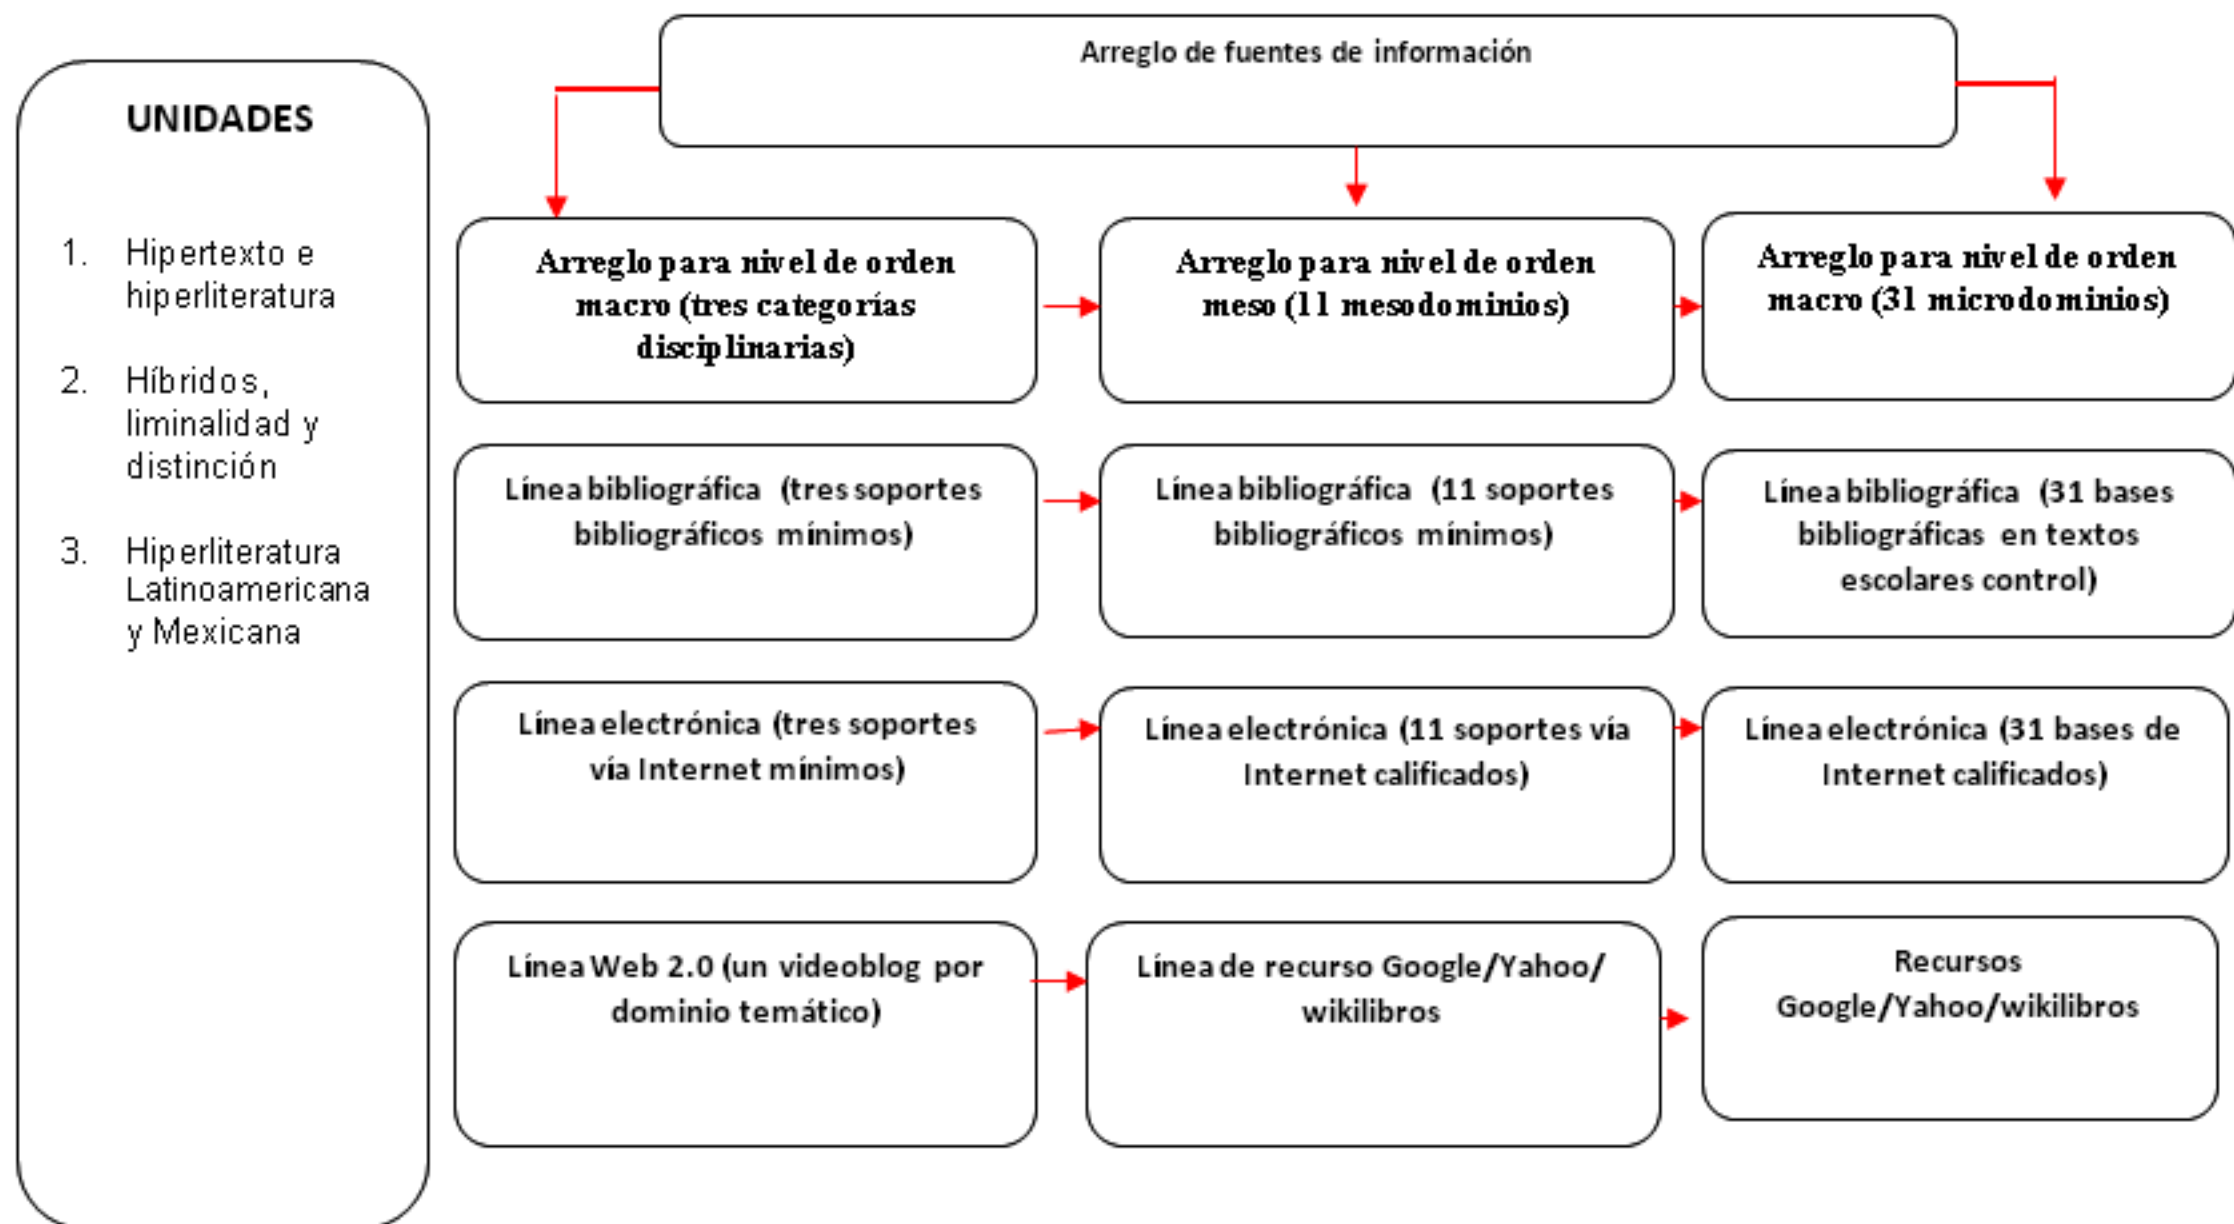 UNIDADES
1. Hipertexto e
hiperliteratura
2. Híbridos,
liminalidad y
distinción
3. Hiperliteratura
Latinoamericana
y Mexicana
Arreglo de fuentes de información
Arreglo para nivel de orden
macro (tres categorías
disciplinarias)
Arreglo para nivel de orden
meso (11 mesodominios)
Arreglo para nivel de orden
macro (31 microdominios)
Línea bibliográfica (tres soportes
bibliográficos mínimos)
Línea bibliográfica (11 soportes
bibliográficos mínimos)
Línea bibliográfica (31 bases
bibliográficas en textos
escolares control)
Línea electrónica (tres soportes
vía Internet mínimos)
Línea electrónica (11 soportes vía
Internet calificados)
Línea electrónica (31 bases de
Internet calificados)
Línea Web 2.0 (un videoblog por
dominio temático)
Línea de recurso Google/Yahoo/
wikilibros
Recursos
Google/Yahoo/wikilibros